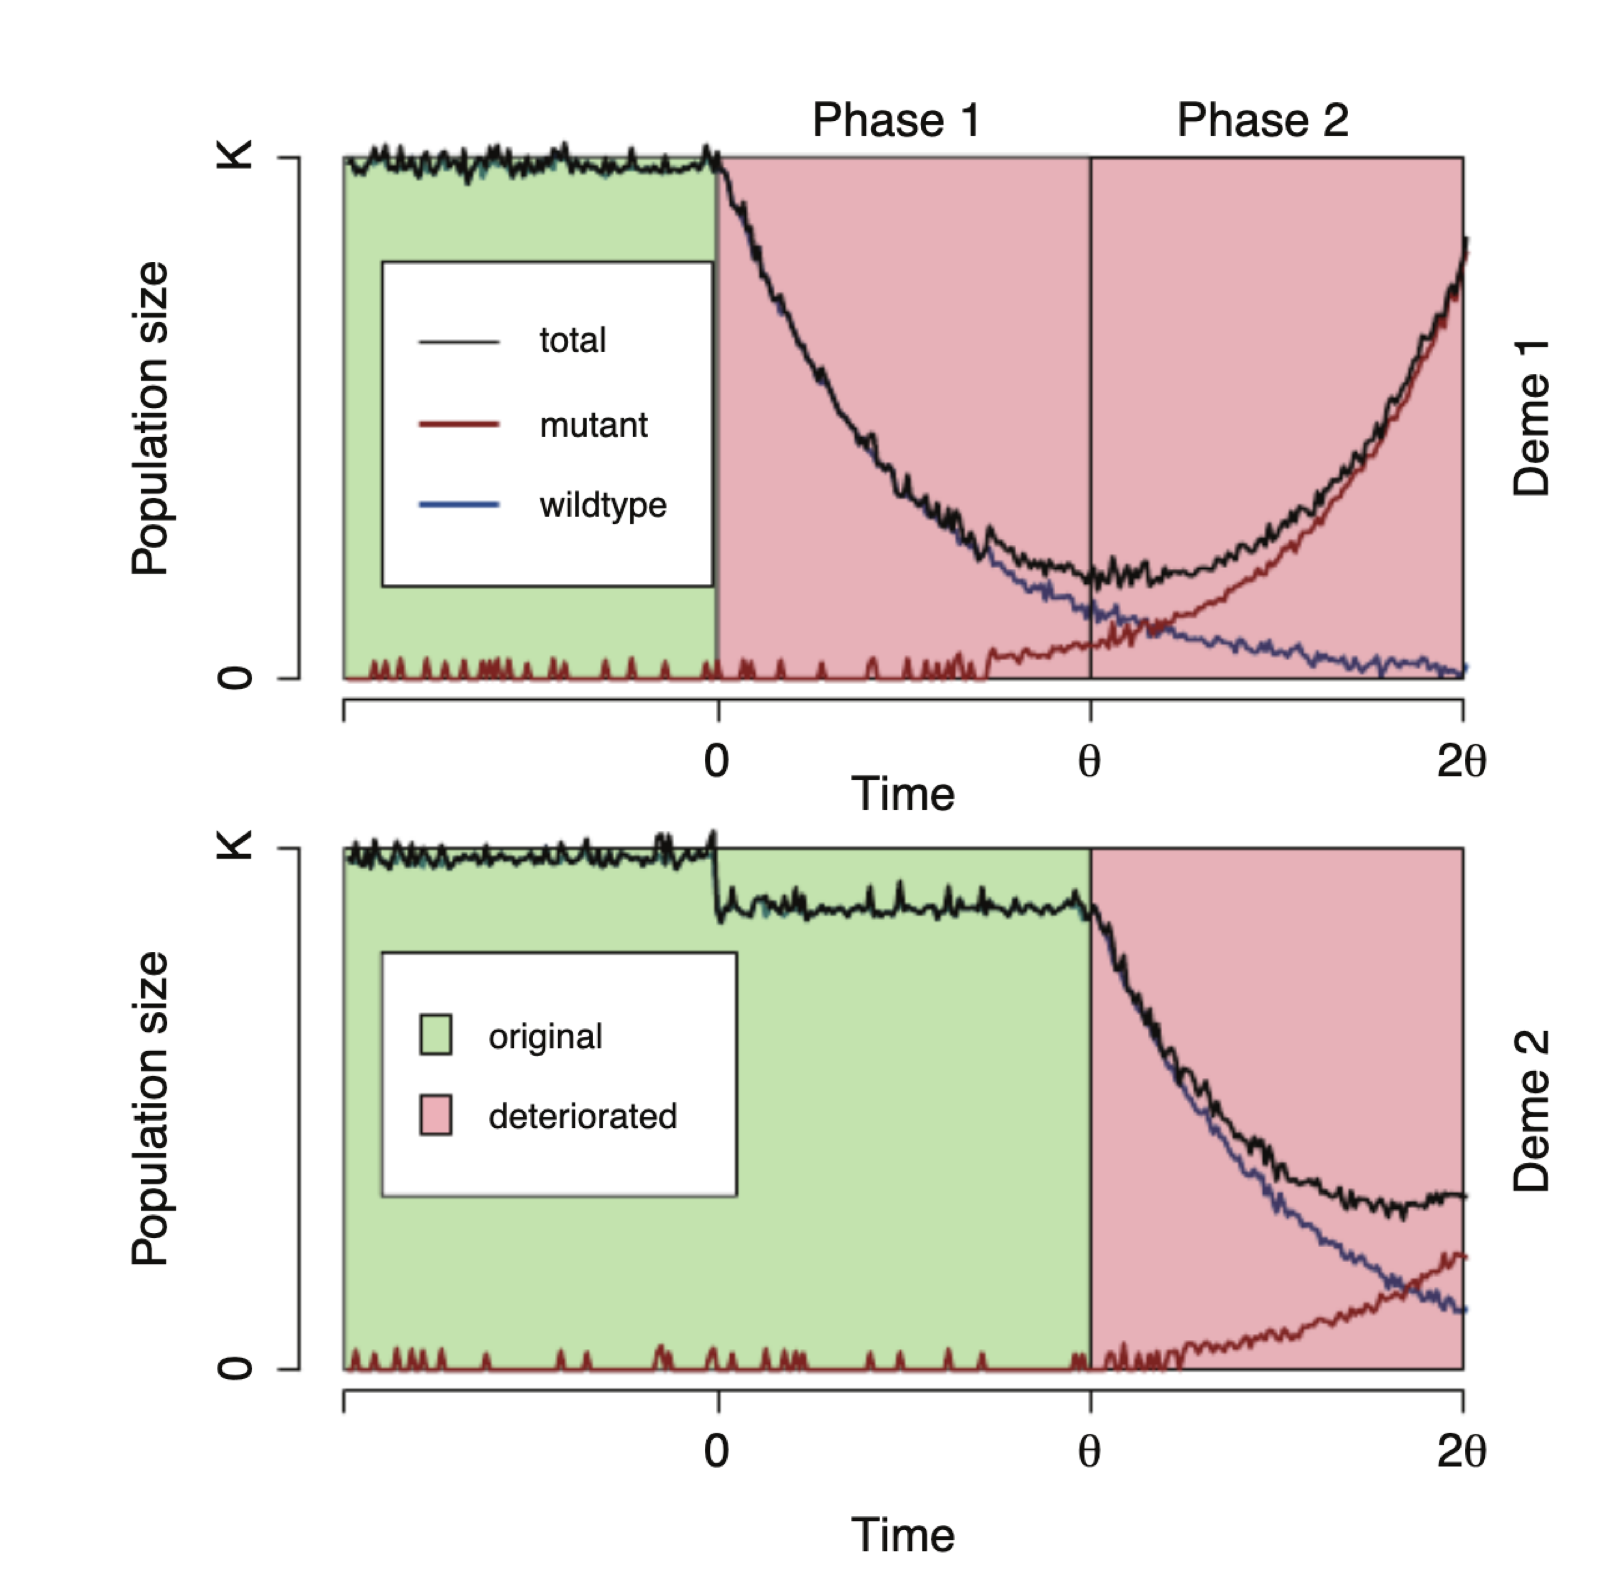 Phase 1 Phase 2
K
total
mutant
wildtype
Population size
Deme 1
0
0 θ 2θ
Time
K
original
deteriorated
Population size
Deme 2
0
0 θ 2θ
Time